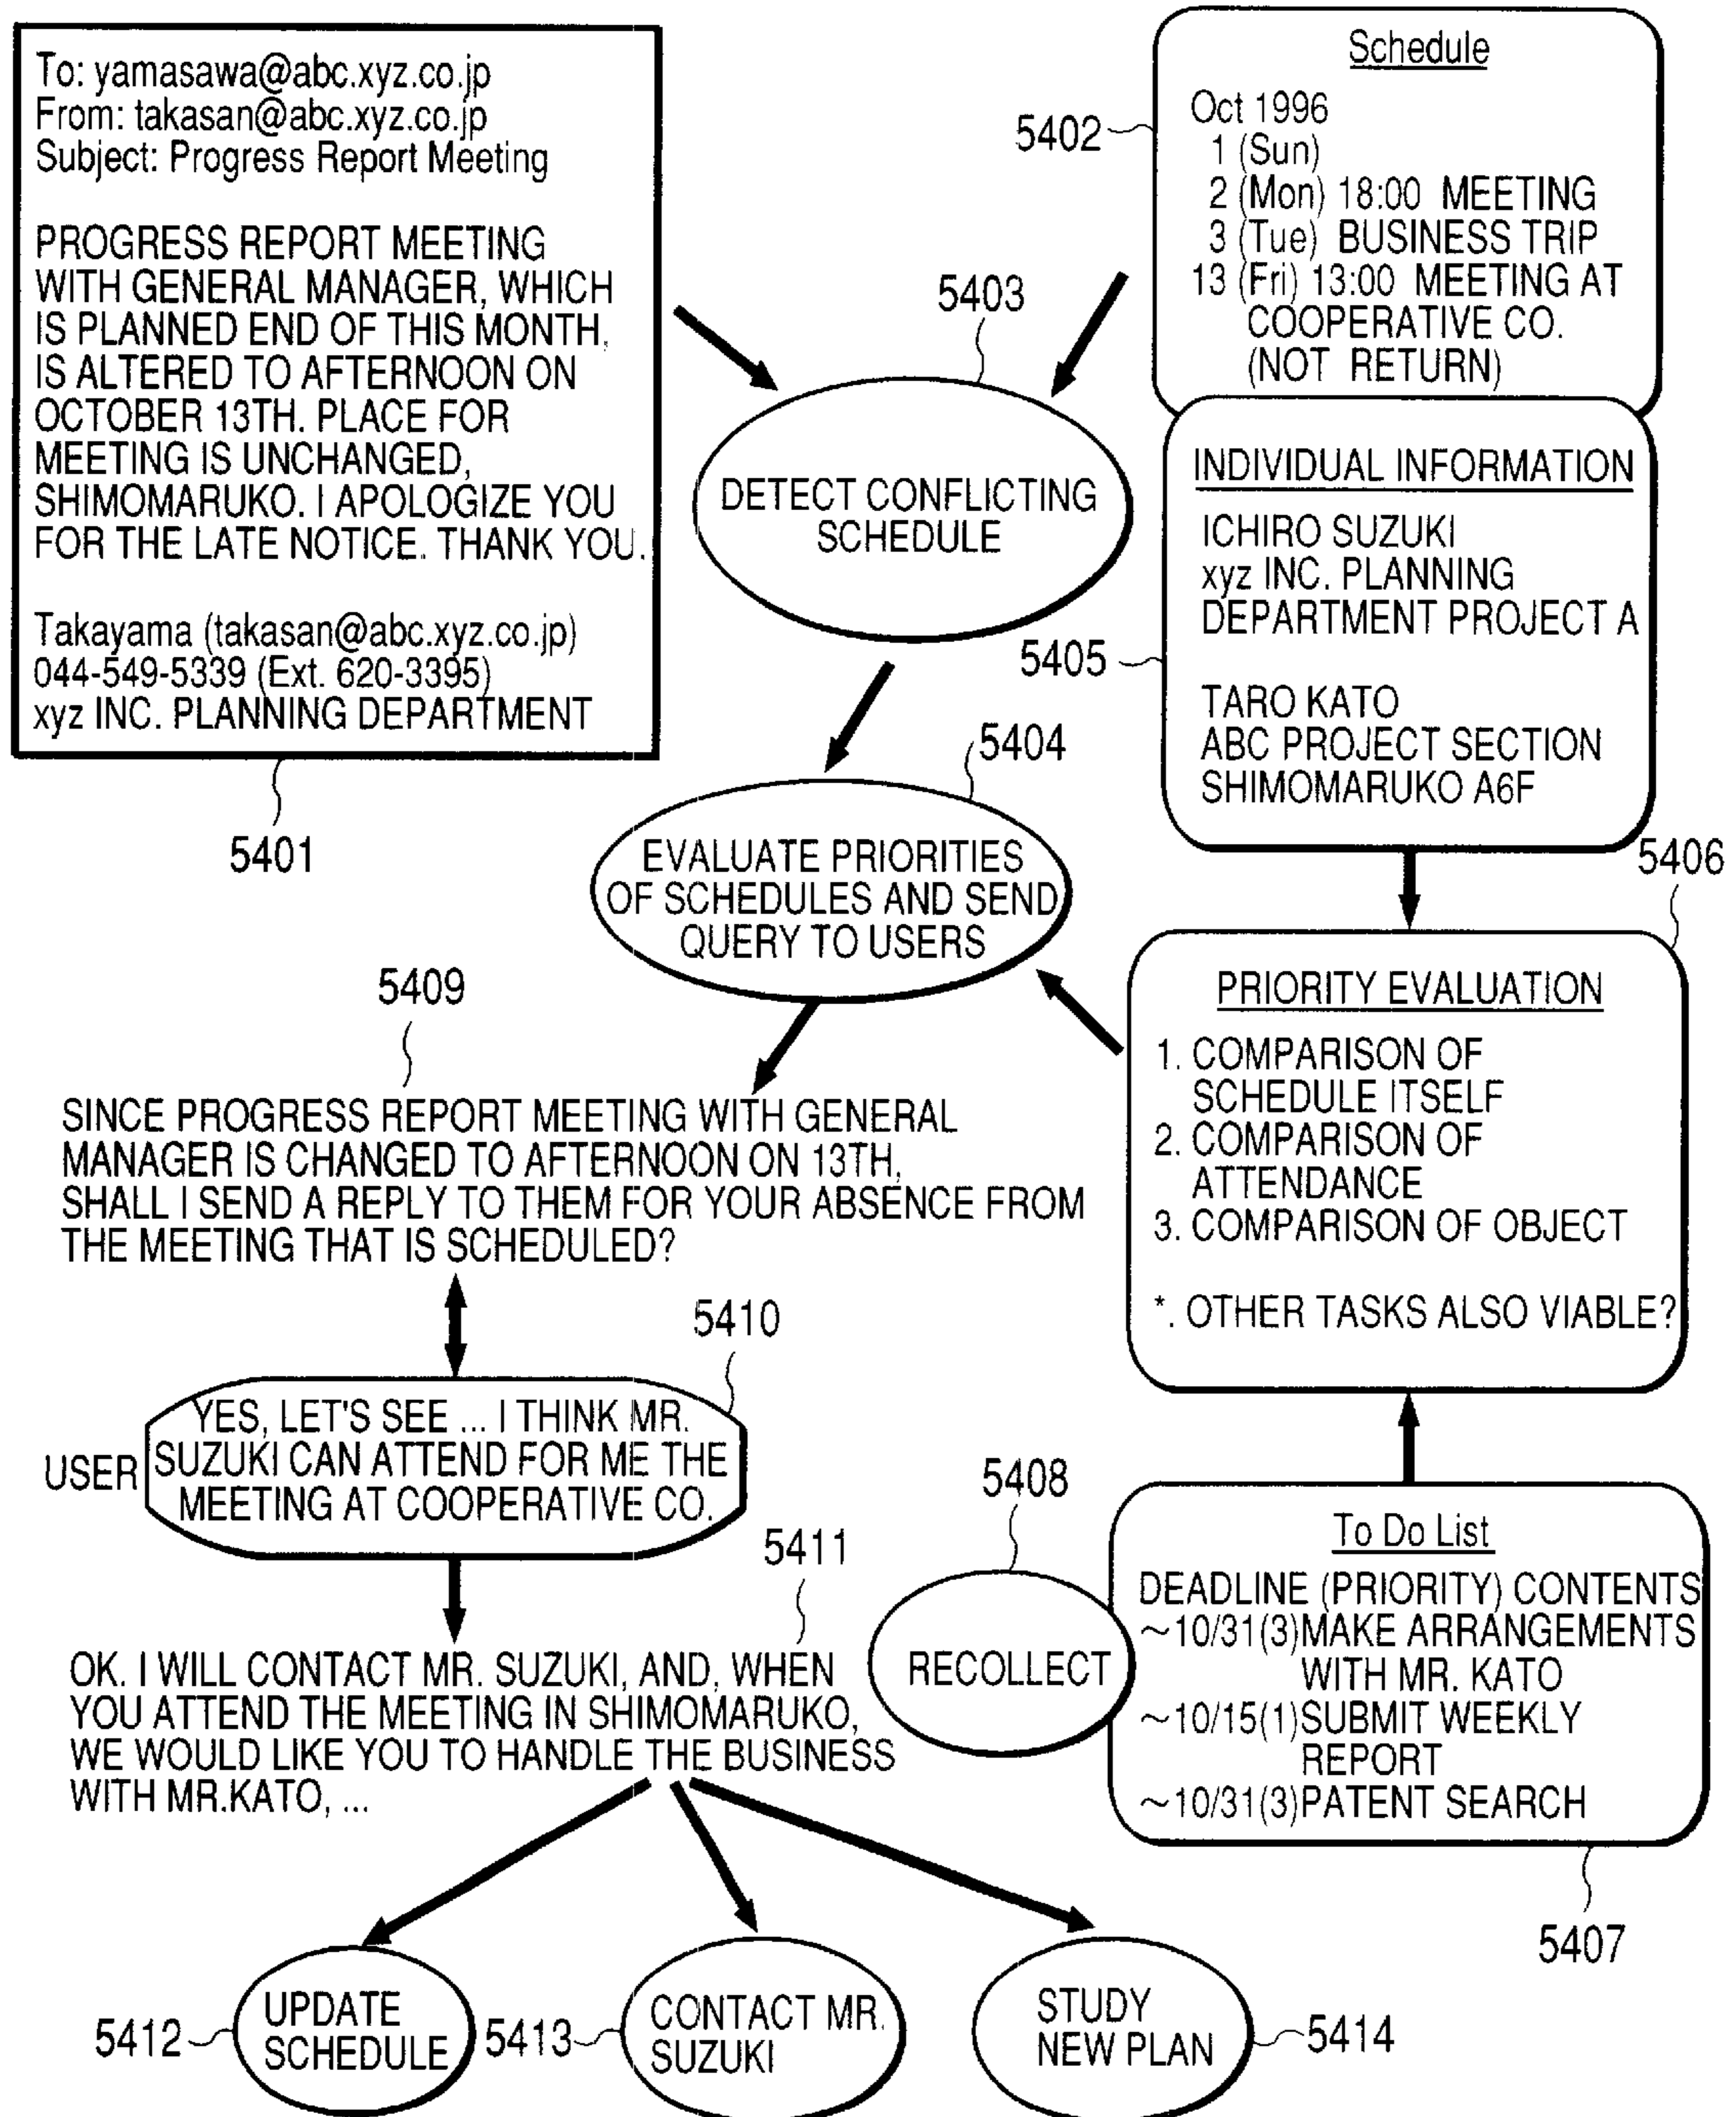 To: yamasawa@abc.xyz.co.jp
From: takasan@abc.xyz.co.jp
Subject: Progress Report Meeting
PROGRESS REPORT MEETING
WITH GENERAL MANAGER, WHICH
IS PLANNED END OF THIS MONTH,
IS ALTERED TO AFTERNOON ON
OCTOBER 13TH. PLACE FOR
MEETING IS UNCHANGED,
SHIMOMARUKO. I APOLOGIZE YOU
FOR THE LATE NOTICE. THANK YOU.
Takayama (takasan@abc.xyz.co.jp)
044-549-5339 (Ext. 620-3395)
xyz INC. PLANNING DEPARTMENT
5401
Schedule
Oct 1996
1 (Sun)
2 (Mon) 18:00 MEETING
3 (Tue) BUSINESS TRIP
13 (Fri) 13:00 MEETING AT
COOPERATIVE CO.
(NOT RETURN)
5402
5403
DETECT CONFLICTING
SCHEDULE
INDIVIDUAL INFORMATION
ICHIRO SUZUKI
xyz INC. PLANNING
DEPARTMENT PROJECT A
TARO KATO
ABC PROJECT SECTION
SHIMOMARUKO A6F
5405
5404
EVALUATE PRIORITIES
OF SCHEDULES AND SEND
QUERY TO USERS
5406
PRIORITY EVALUATION
1. COMPARISON OF
SCHEDULE ITSELF
2. COMPARISON OF
ATTENDANCE
3. COMPARISON OF OBJECT
*. OTHER TASKS ALSO VIABLE?
5409
SINCE PROGRESS REPORT MEETING WITH GENERAL
MANAGER IS CHANGED TO AFTERNOON ON 13TH,
SHALL I SEND A REPLY TO THEM FOR YOUR ABSENCE FROM
THE MEETING THAT IS SCHEDULED?
5410
USER
YES, LET'S SEE ... I THINK MR.
SUZUKI CAN ATTEND FOR ME THE
MEETING AT COOPERATIVE CO.
5408
RECOLLECT
To Do List
DEADLINE (PRIORITY) CONTENTS
~10/31(3)MAKE ARRANGEMENTS
WITH MR. KATO
~10/15(1)SUBMIT WEEKLY
REPORT
~10/31(3)PATENT SEARCH
5407
5411
OK. I WILL CONTACT MR. SUZUKI, AND, WHEN
YOU ATTEND THE MEETING IN SHIMOMARUKO,
WE WOULD LIKE YOU TO HANDLE THE BUSINESS
WITH MR.KATO, ...
5412
UPDATE
SCHEDULE
5413
CONTACT MR.
SUZUKI
STUDY
NEW PLAN
5414